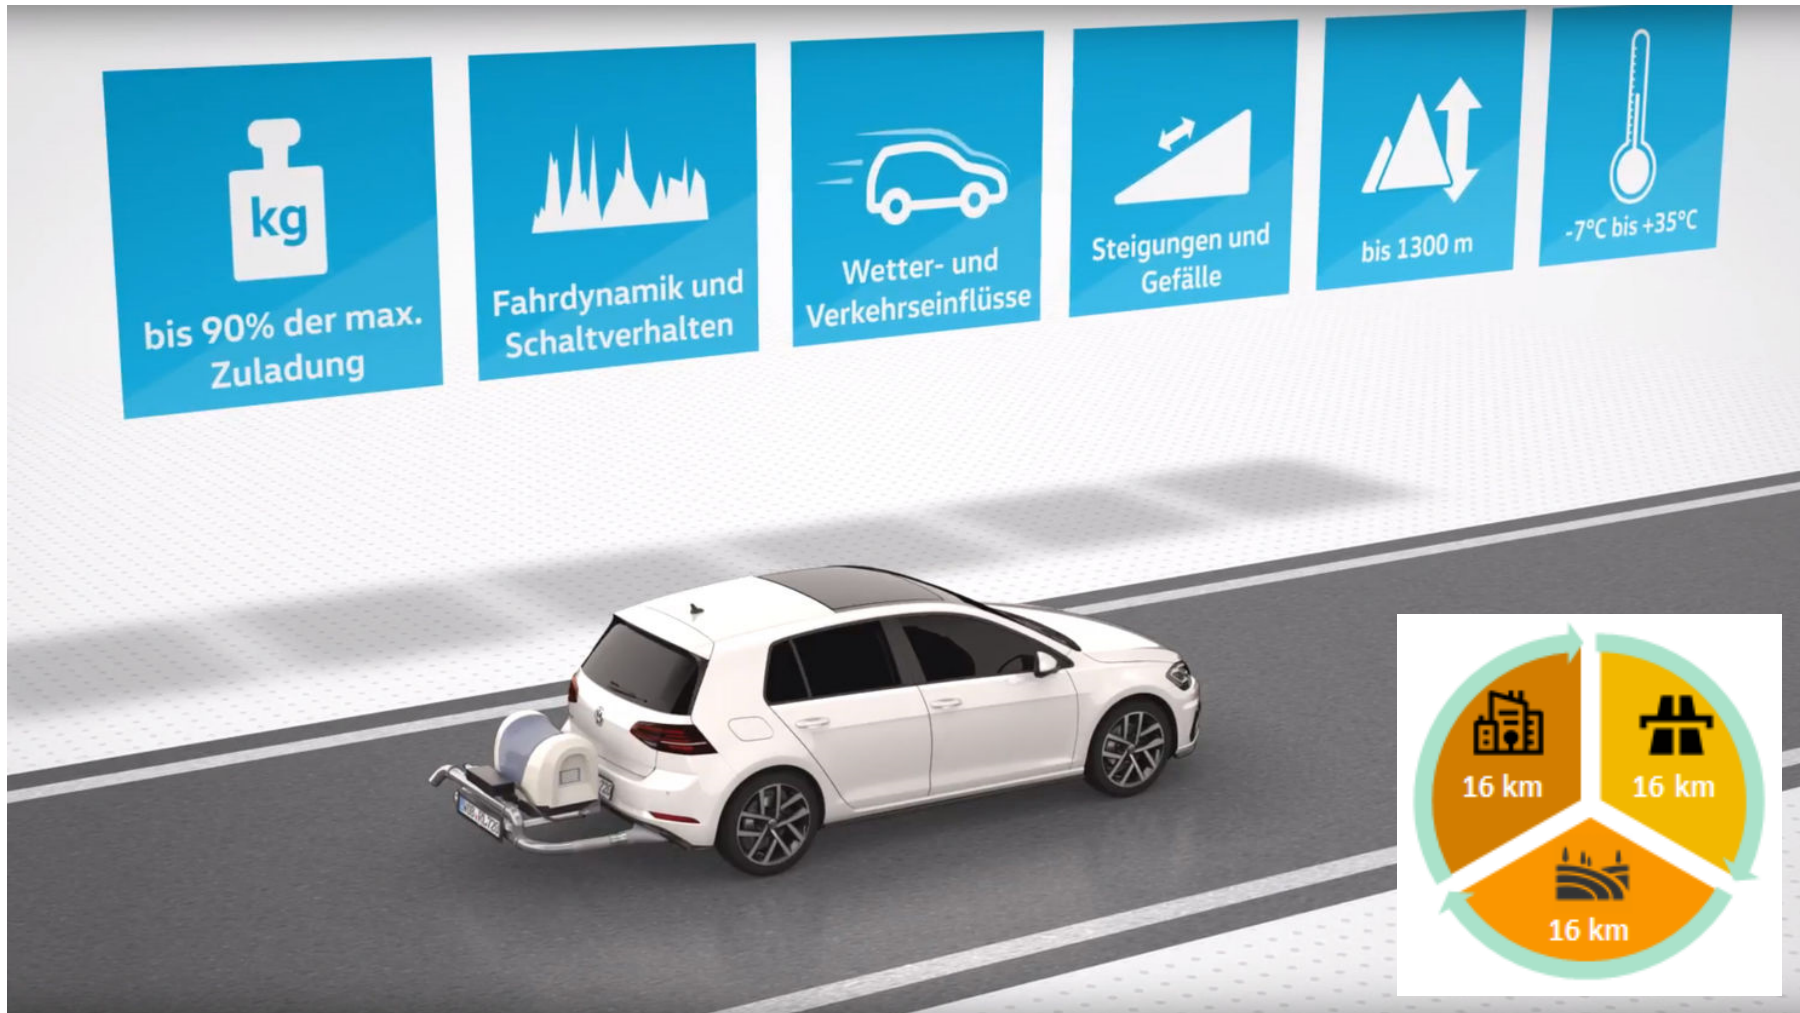 kg
bis 90% der max.
Zuladung
Fahrdynamik und
Schaltverhalten
Wetter- und
Verkehrseinflüsse
Steigungen und
Gefälle
bis 1300 m
-7°C bis +35°C
16 km
16 km
16 km